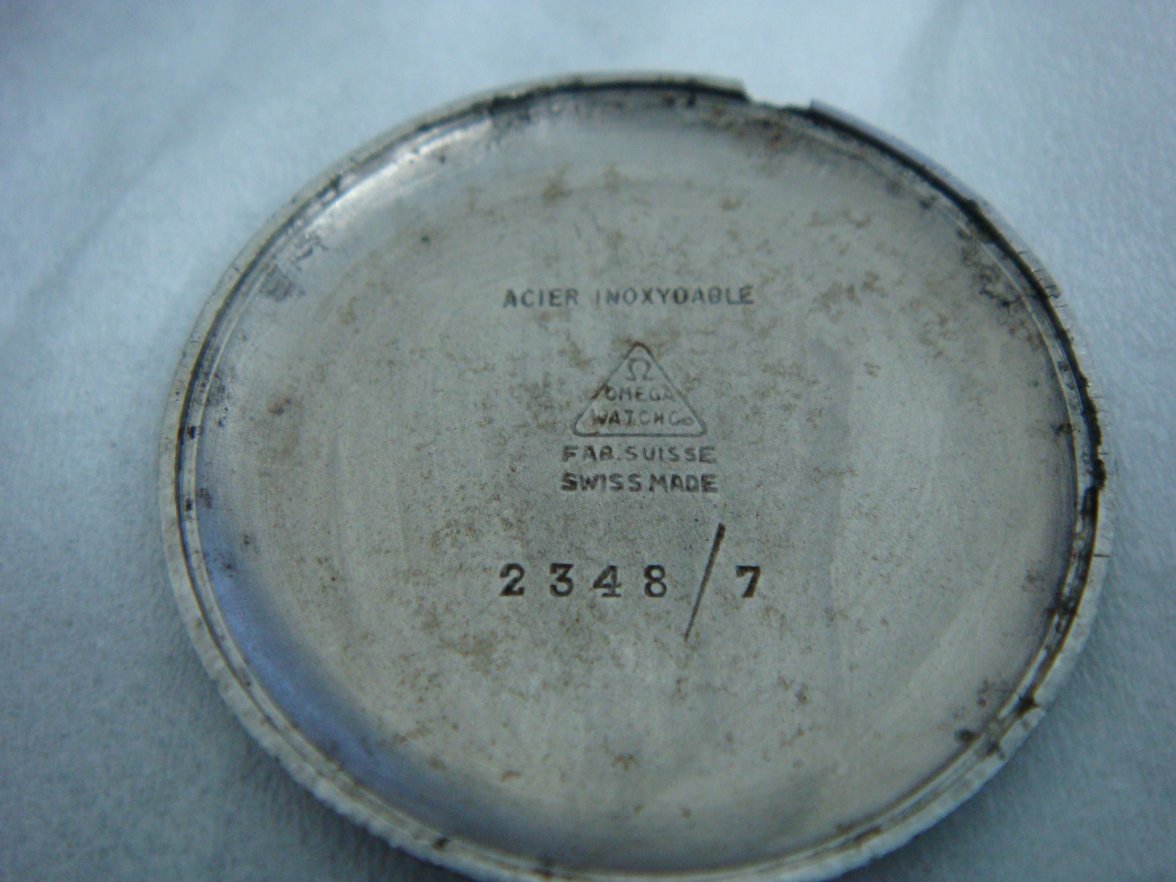 ACIER INOXYDABLE
Ω
OMEGA
WATCH Co
FAB. SUISSE
SWISS MADE
2348/7